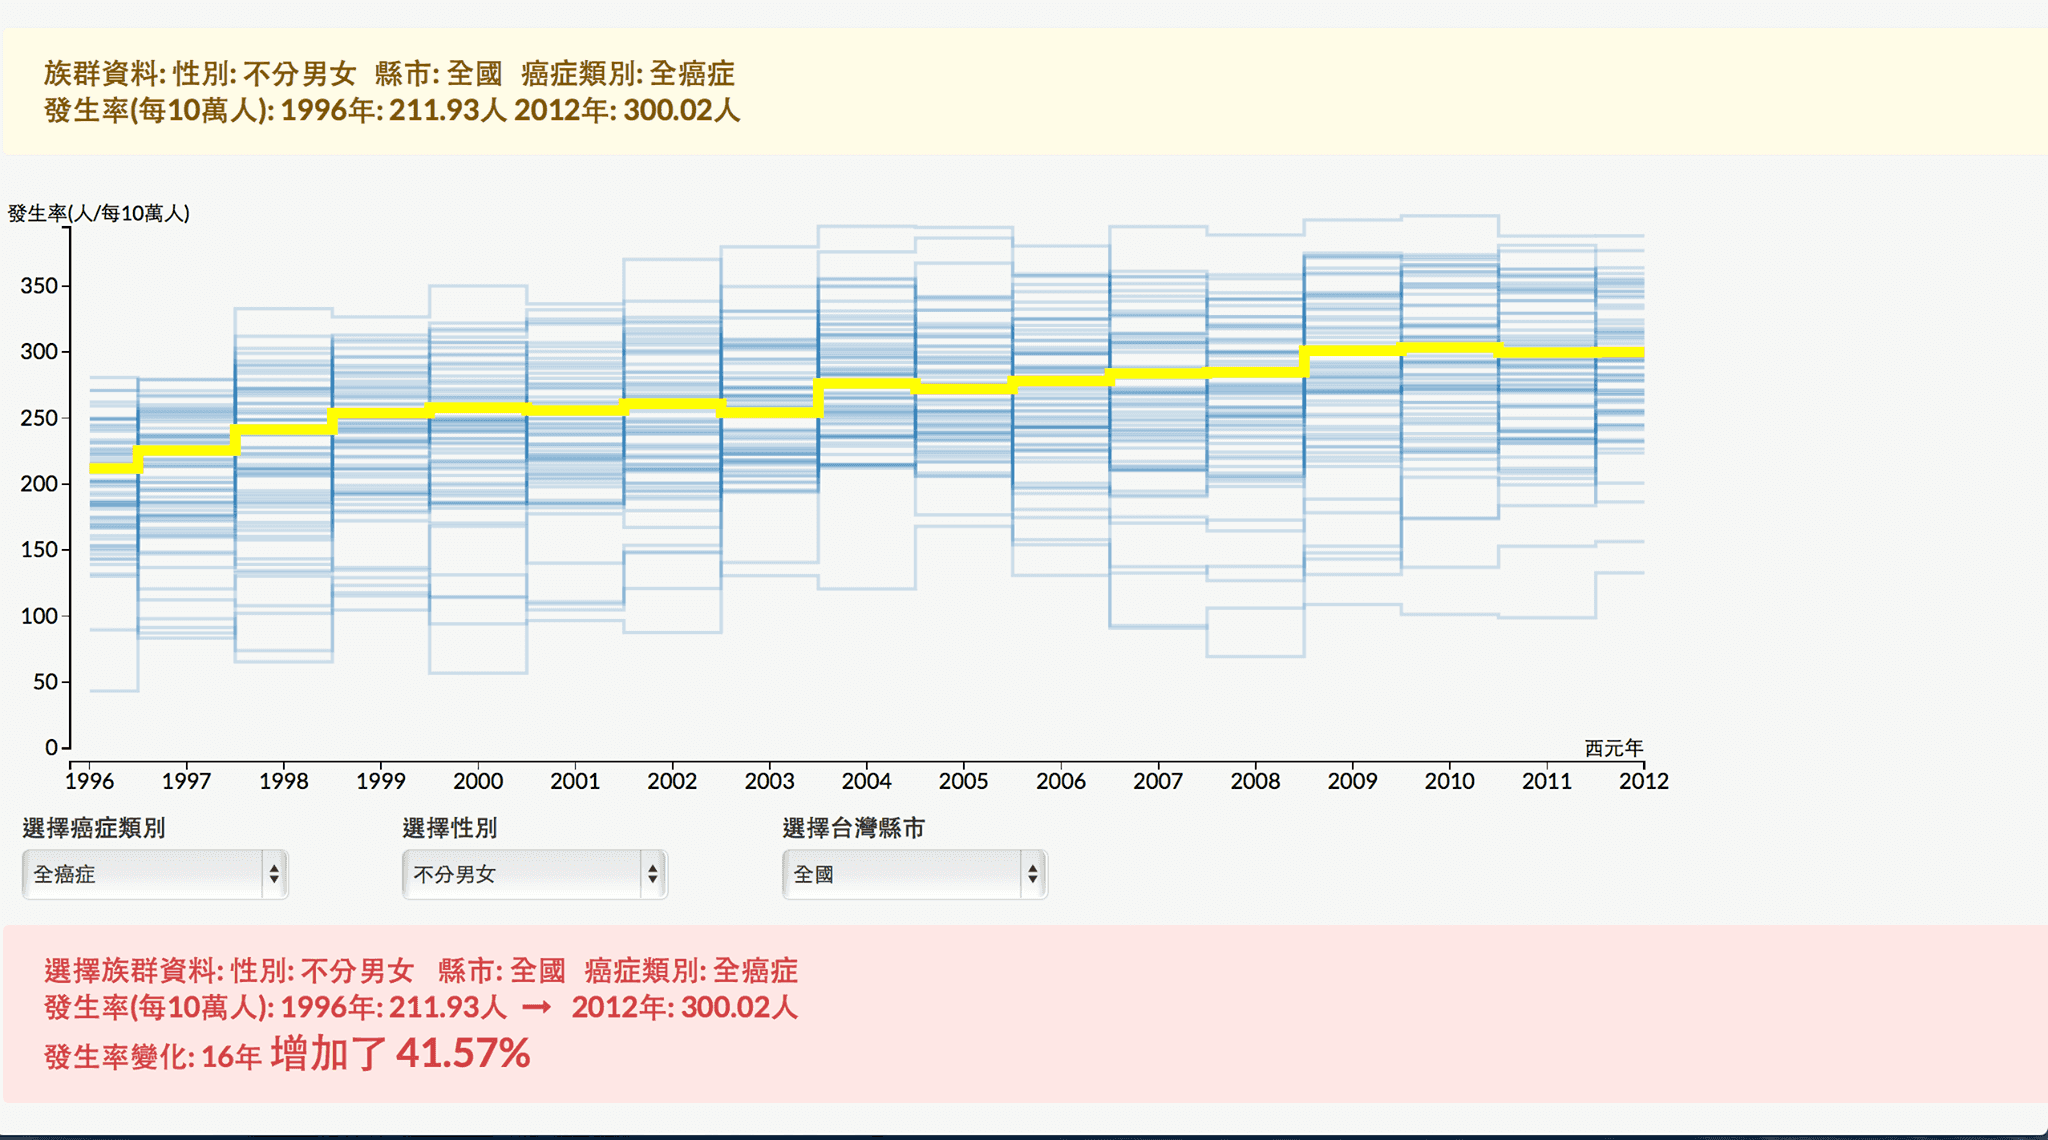 族群資料: 性別: 不分男女 縣市: 全國 癌症類別: 全癌症
發生率(每10萬人): 1996年: 211.93人 2012年: 300.02人
發生率(人/每10萬人)
350
300
250
200
150
100
50
0
西元年
1996 1997 1998 1999 2000 2001 2002 2003 2004 2005 2006 2007 2008 2009 2010 2011 2012
選擇癌症類別 選擇性別 選擇台灣縣市
全癌症 不分男女 全國
選擇族群資料: 性別: 不分男女 縣市: 全國 癌症類別: 全癌症
發生率(每10萬人): 1996年: 211.93人 → 2012年: 300.02人
發生率變化: 16年 增加了 41.57%